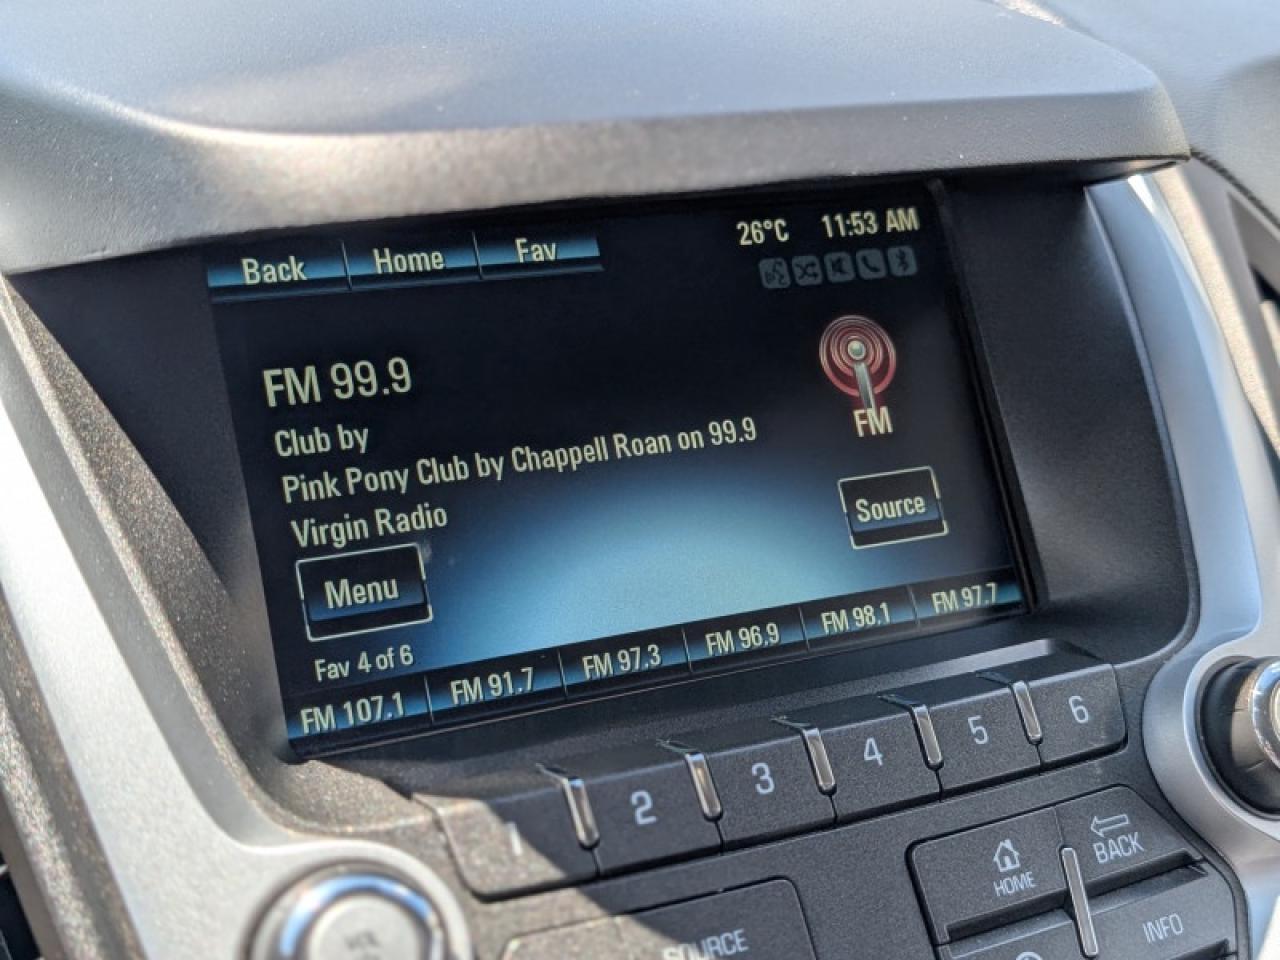 Back Home Fav 26°C 11:53 AM
FM 99.9
Club by
Pink Pony Club by Chappell Roan on 99.9
Virgin Radio
FM
Source
Menu
Fav 4 of 6
FM 107.1 FM 91.7 FM 97.3 FM 96.9 FM 98.1 FM 97.7
1 2 3 4 5 6
HOME BACK
SOURCE INFO
VOL